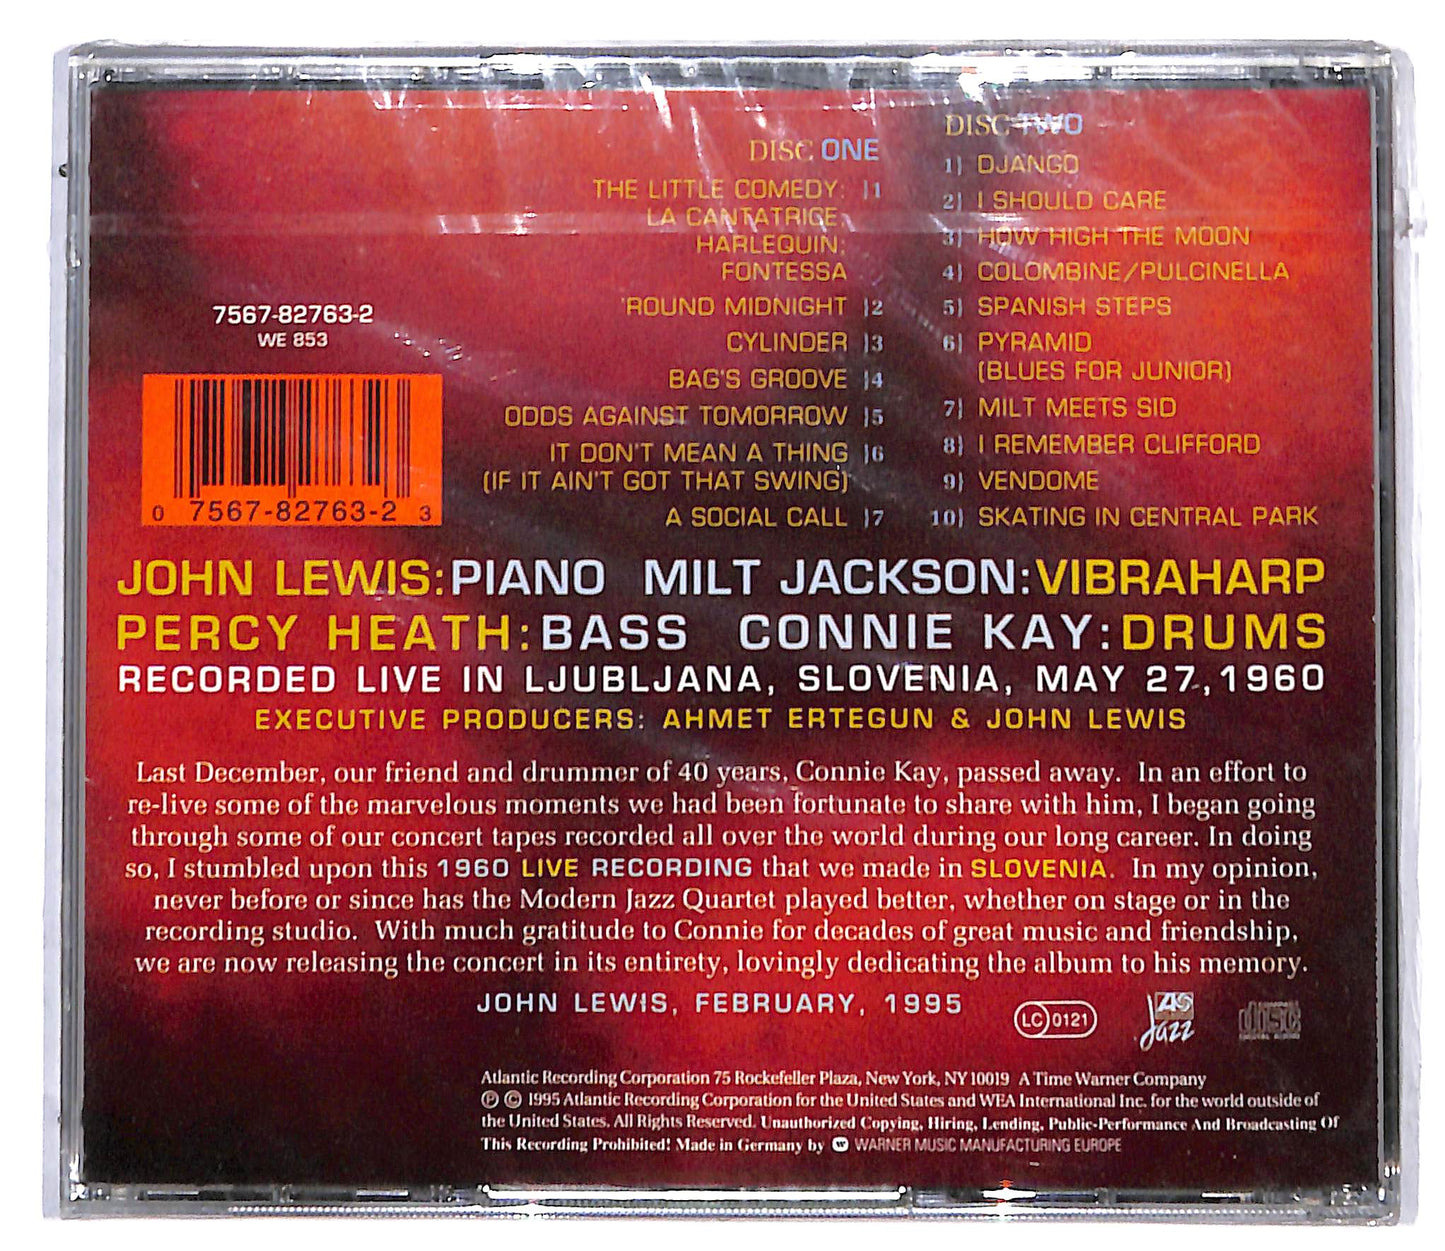 DISC ONE
THE LITTLE COMEDY: |1
LA CANTATRICE;
HARLEQUIN;
FONTESSA
'ROUND MIDNIGHT |2
CYLINDER |3
BAG'S GROOVE |4
ODDS AGAINST TOMORROW |5
IT DON'T MEAN A THING |6
(IF IT AIN'T GOT THAT SWING)
A SOCIAL CALL |7
DISC TWO
1) DJANGO
2) I SHOULD CARE
3) HOW HIGH THE MOON
4) COLOMBINE/PULCINELLA
5) SPANISH STEPS
6) PYRAMID
(BLUES FOR JUNIOR)
7) MILT MEETS SID
8) I REMEMBER CLIFFORD
9) VENDOME
10) SKATING IN CENTRAL PARK
7567-82763-2
WE 853
0 7567-82763-2 3
JOHN LEWIS: PIANO MILT JACKSON: VIBRAHARP
PERCY HEATH: BASS CONNIE KAY: DRUMS
RECORDED LIVE IN LJUBLJANA, SLOVENIA, MAY 27, 1960
EXECUTIVE PRODUCERS: AHMET ERTEGUN & JOHN LEWIS
Last December, our friend and drummer of 40 years, Connie Kay, passed away. In an effort to
re-live some of the marvelous moments we had been fortunate to share with him, I began going
through some of our concert tapes recorded all over the world during our long career. In doing
so, I stumbled upon this 1960 LIVE RECORDING that we made in SLOVENIA. In my opinion,
never before or since has the Modern Jazz Quartet played better, whether on stage or in the
recording studio. With much gratitude to Connie for decades of great music and friendship,
we are now releasing the concert in its entirety, lovingly dedicating the album to his memory.
JOHN LEWIS, FEBRUARY, 1995
LC 0121
Jazz
disc
DIGITAL AUDIO
Atlantic Recording Corporation 75 Rockefeller Plaza, New York, NY 10019 A Time Warner Company
℗ © 1995 Atlantic Recording Corporation for the United States and WEA International Inc. for the world outside of
the United States. All Rights Reserved. Unauthorized Copying, Hiring, Lending, Public-Performance And Broadcasting Of
This Recording Prohibited! Made in Germany by WARNER MUSIC MANUFACTURING EUROPE